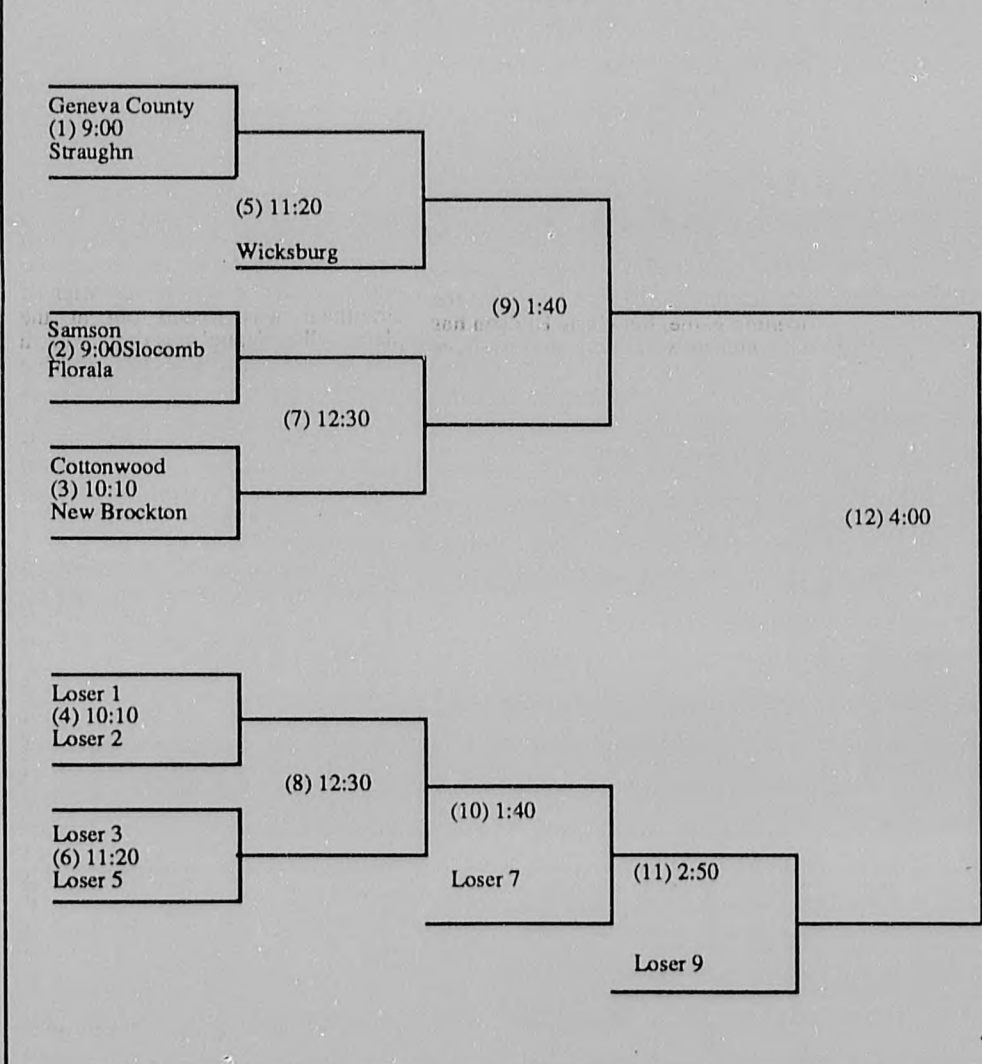 Geneva County
(1) 9:00
Straughn
(5) 11:20
Wicksburg
(9) 1:40
Samson
(2) 9:00Slocomb
Florala
(7) 12:30
Cottonwood
(3) 10:10
New Brockton
(12) 4:00
Loser 1
(4) 10:10
Loser 2
(8) 12:30
(10) 1:40
Loser 3
(6) 11:20
Loser 5
Loser 7
(11) 2:50
Loser 9